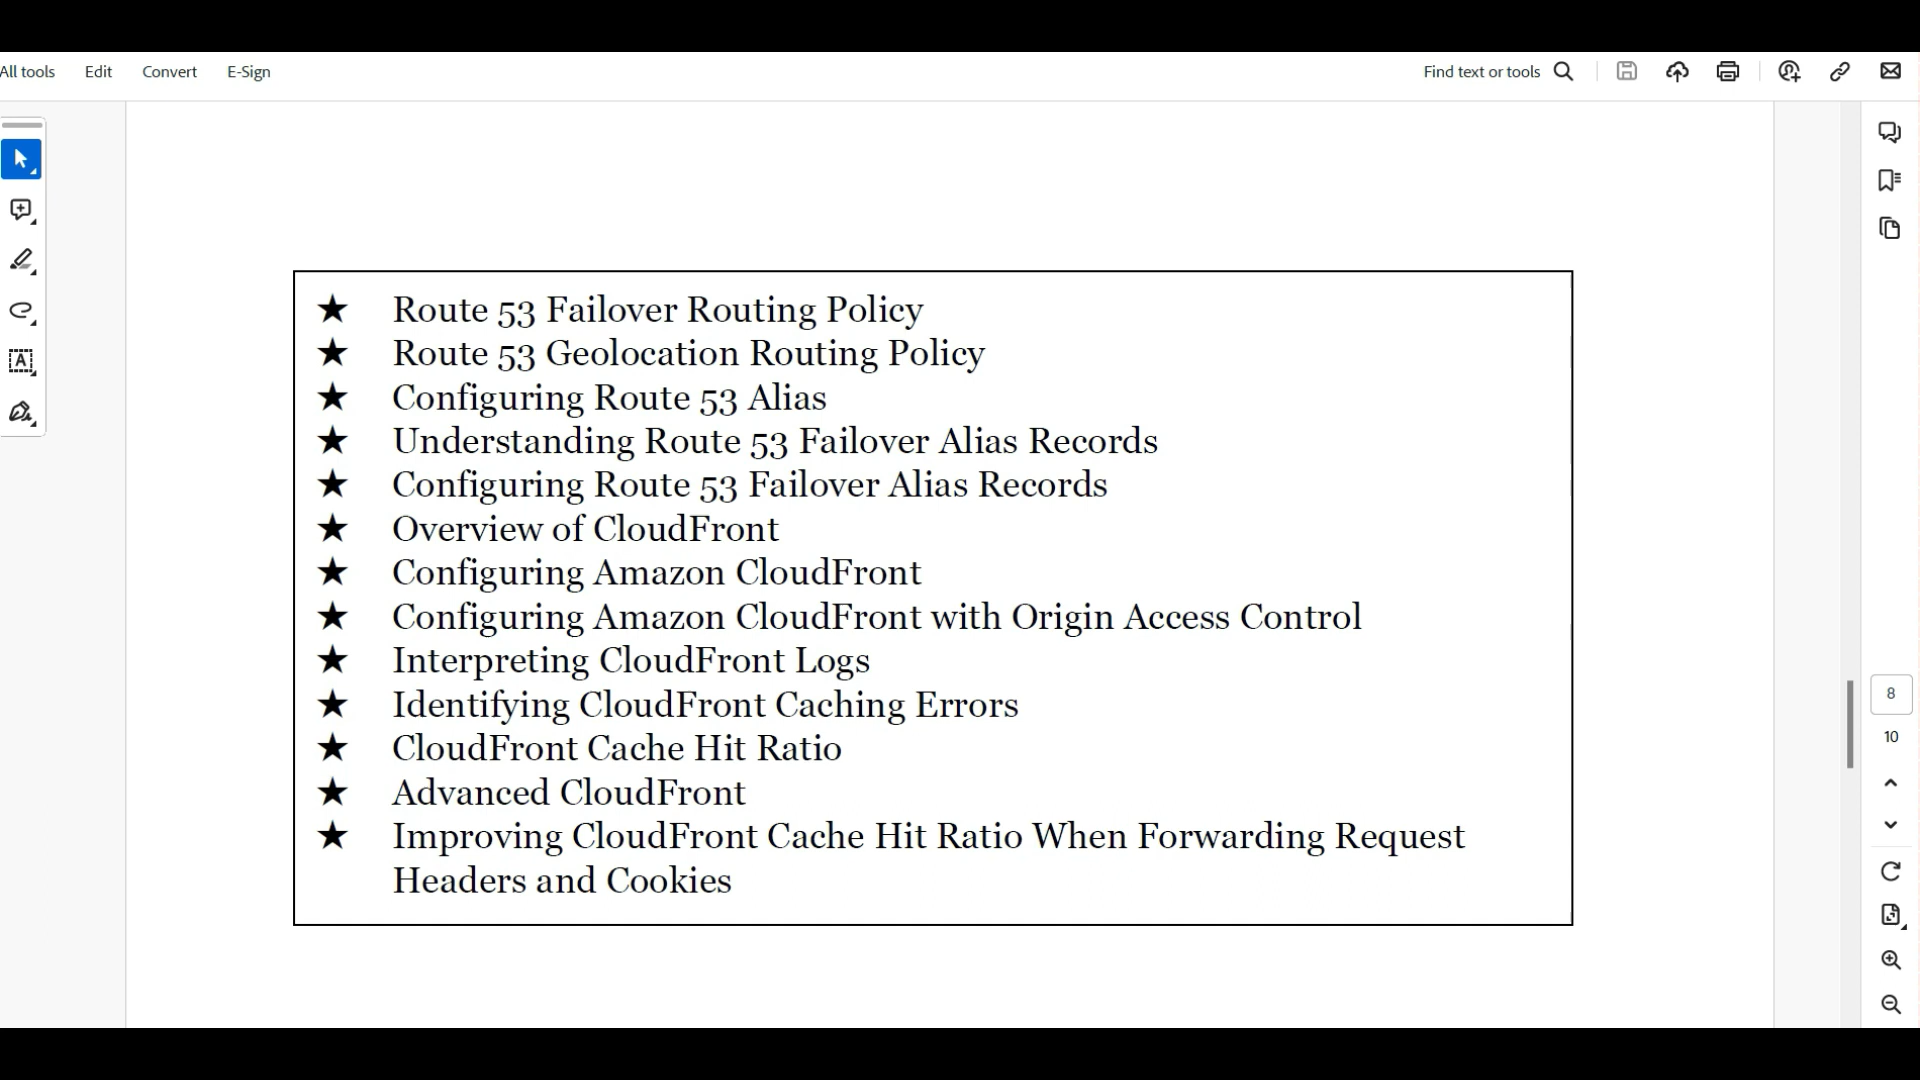 All tools Edit Convert E-Sign Find text or tools
★ Route 53 Failover Routing Policy
★ Route 53 Geolocation Routing Policy
★ Configuring Route 53 Alias
★ Understanding Route 53 Failover Alias Records
★ Configuring Route 53 Failover Alias Records
★ Overview of CloudFront
★ Configuring Amazon CloudFront
★ Configuring Amazon CloudFront with Origin Access Control
★ Interpreting CloudFront Logs
★ Identifying CloudFront Caching Errors
★ CloudFront Cache Hit Ratio
★ Advanced CloudFront
★ Improving CloudFront Cache Hit Ratio When Forwarding Request
Headers and Cookies
8
10